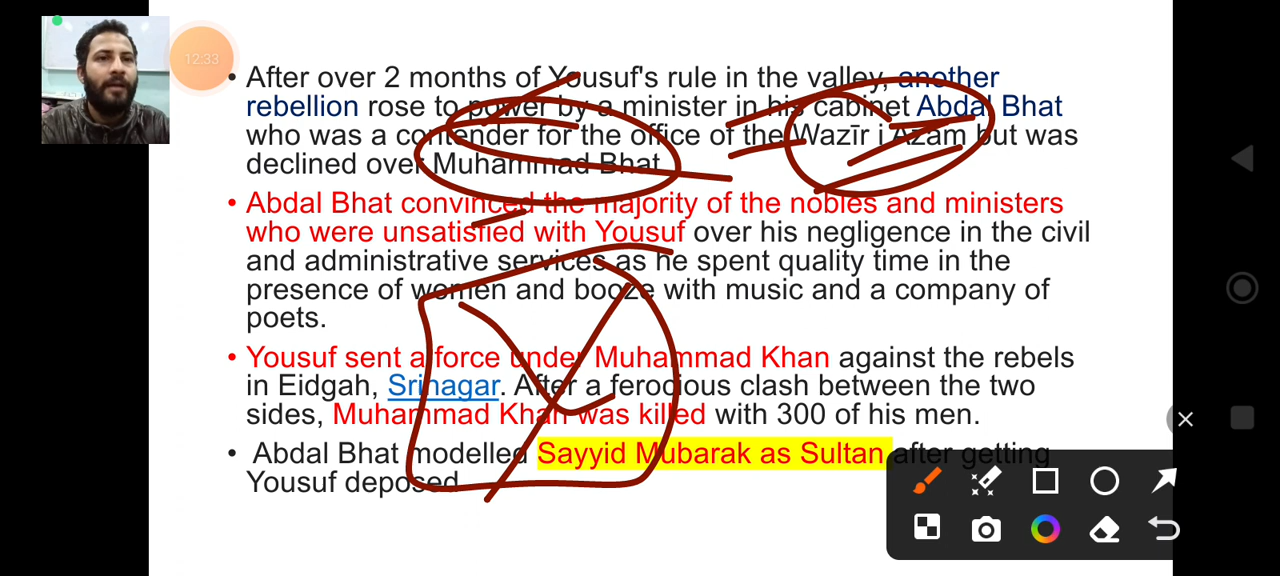 12:33
• After over 2 months of Yousuf's rule in the valley, another
rebellion rose to power by a minister in his cabinet Abdal Bhat
who was a contender for the office of the Wazīr i Azam but was
declined over Muhammad Bhat.
• Abdal Bhat convinced the majority of the nobles and ministers
who were unsatisfied with Yousuf over his negligence in the civil
and administrative services as he spent quality time in the
presence of women and booze with music and a company of
poets.
• Yousuf sent a force under Muhammad Khan against the rebels
in Eidgah, Srinagar. After a ferocious clash between the two
sides, Muhammad Khan was killed with 300 of his men.
• Abdal Bhat modelled Sayyid Mubarak as Sultan after getting
Yousuf deposed